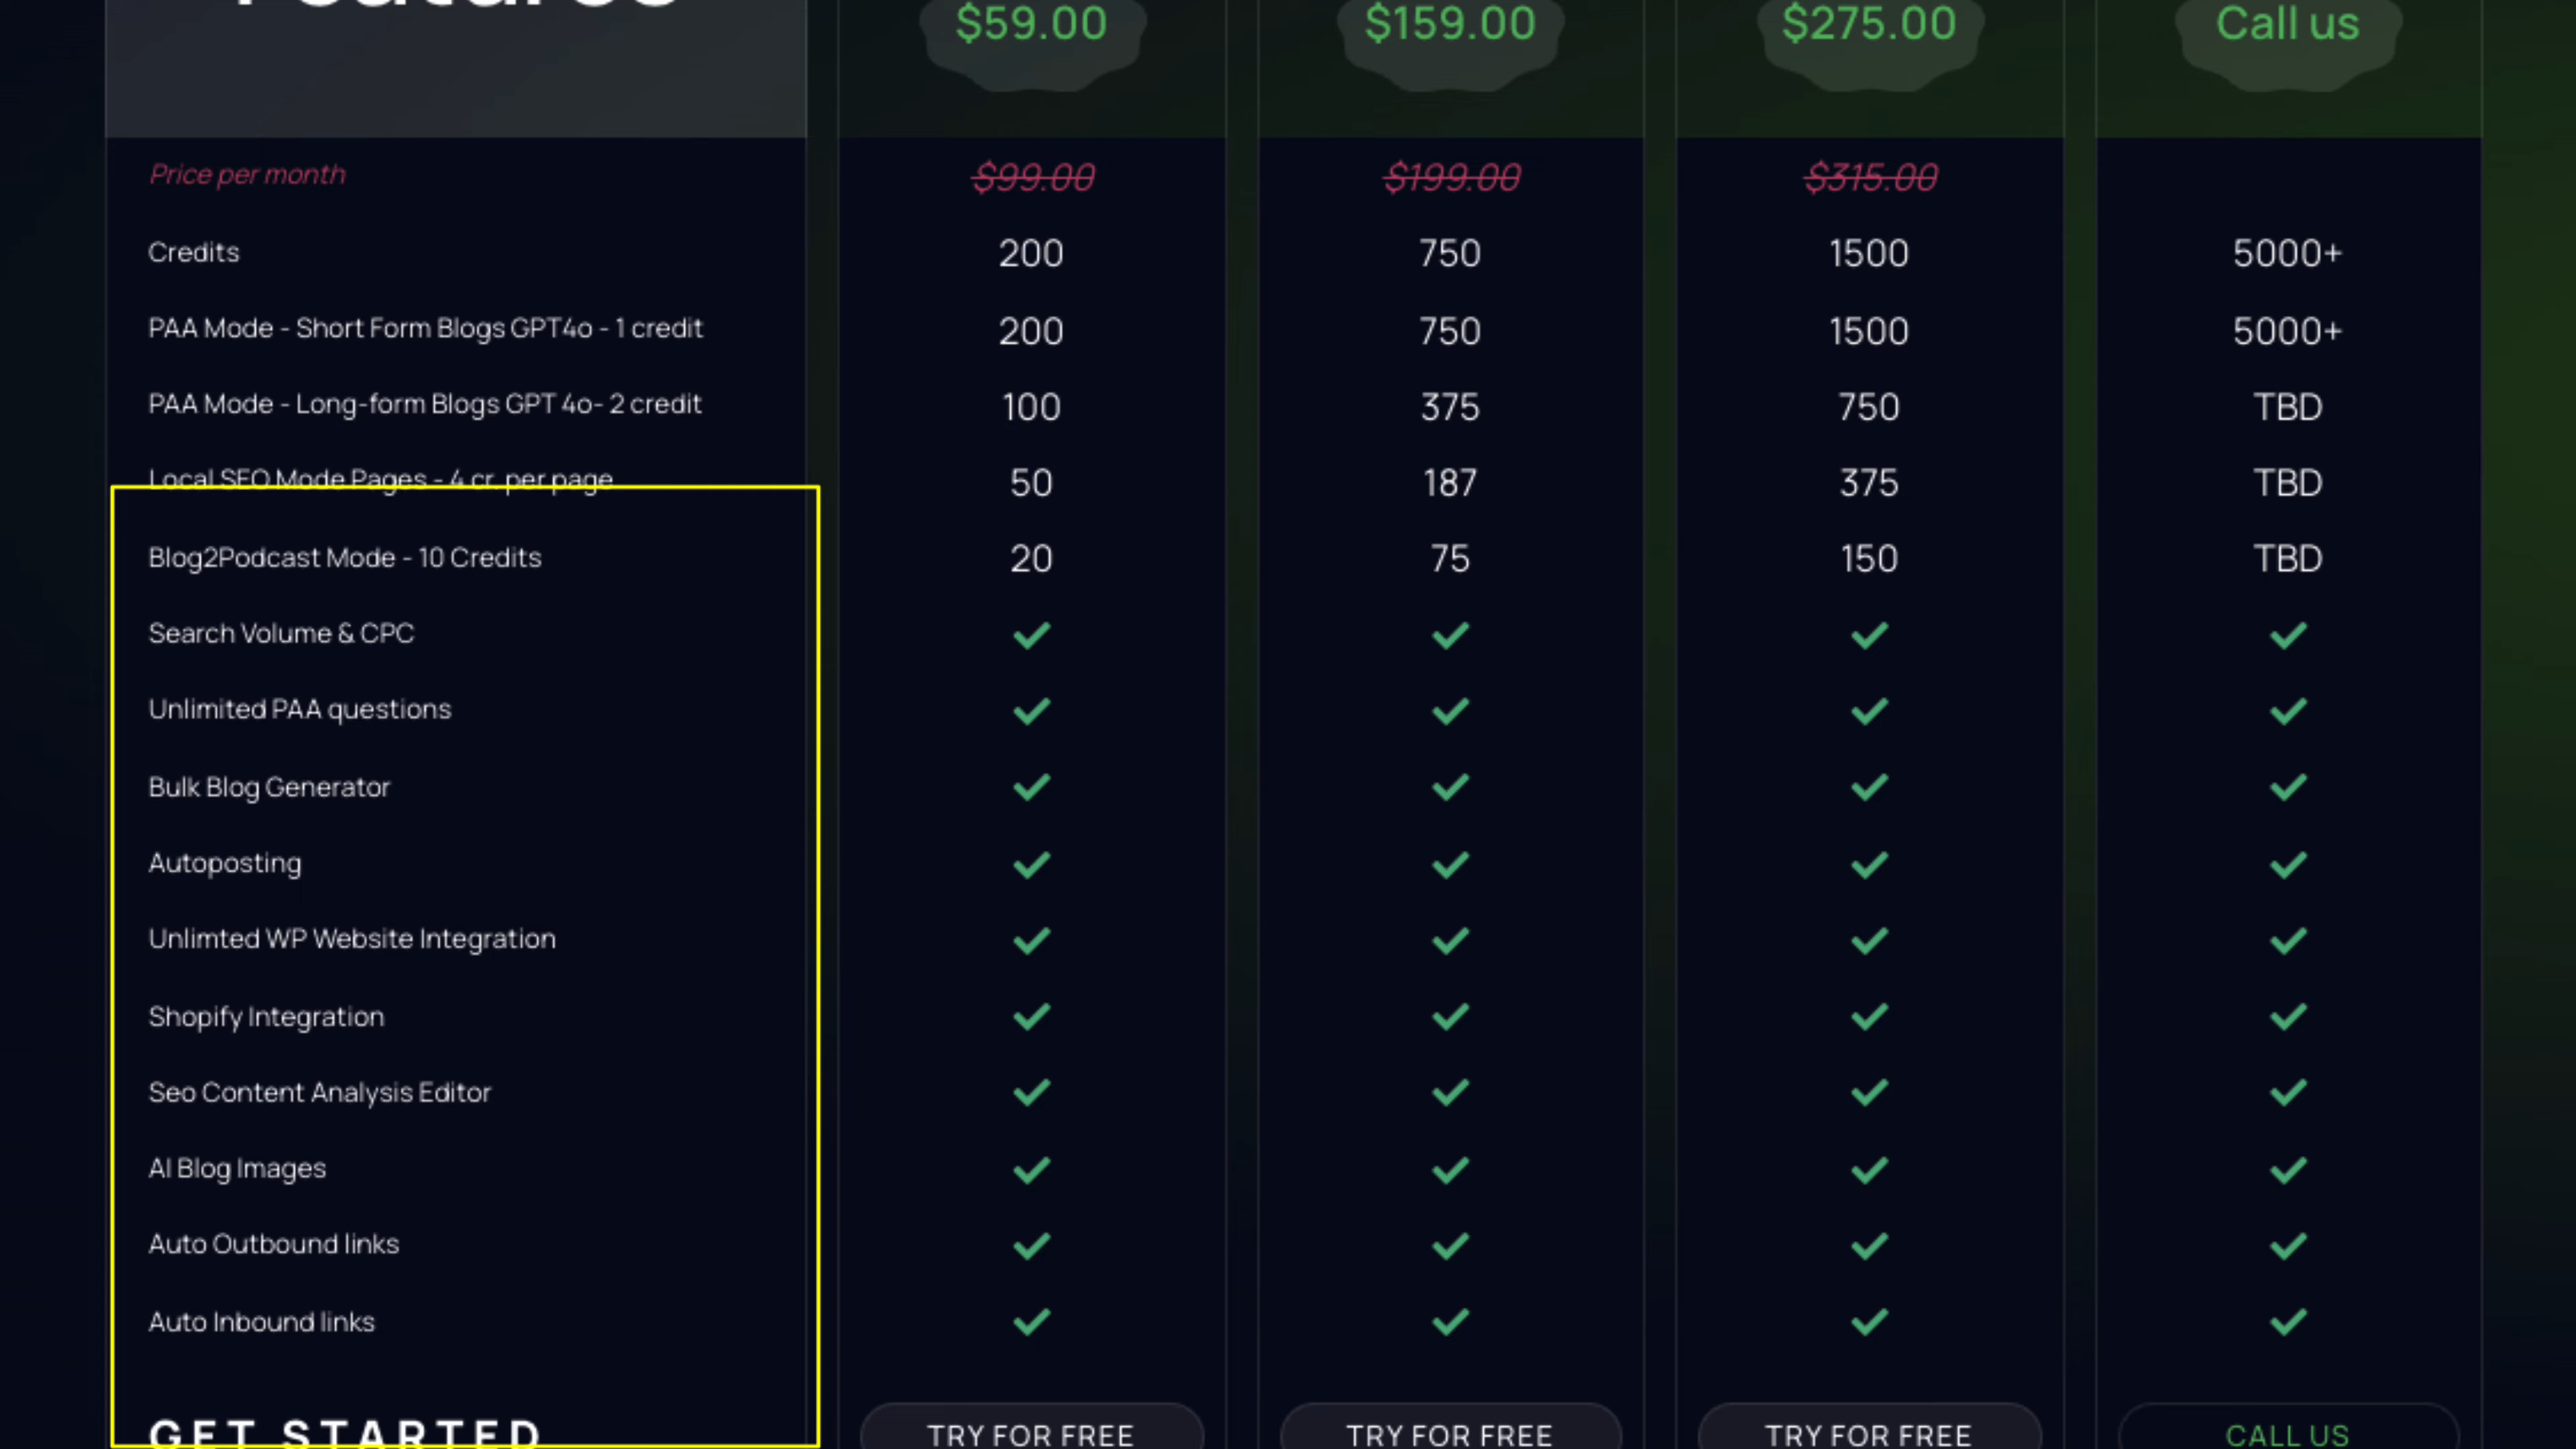 Features $59.00 $159.00 $275.00 Call us
Price per month $99.00 $199.00 $315.00
Credits 200 750 1500 5000+
PAA Mode - Short Form Blogs GPT4o - 1 credit 200 750 1500 5000+
PAA Mode - Long-form Blogs GPT 4o- 2 credit 100 375 750 TBD
Local SEO Mode Pages - 4 cr. per page 50 187 375 TBD
Blog2Podcast Mode - 10 Credits 20 75 150 TBD
Search Volume & CPC
Unlimited PAA questions
Bulk Blog Generator
Autoposting
Unlimted WP Website Integration
Shopify Integration
Seo Content Analysis Editor
AI Blog Images
Auto Outbound links
Auto Inbound links
GET STARTED TRY FOR FREE TRY FOR FREE TRY FOR FREE CALL US